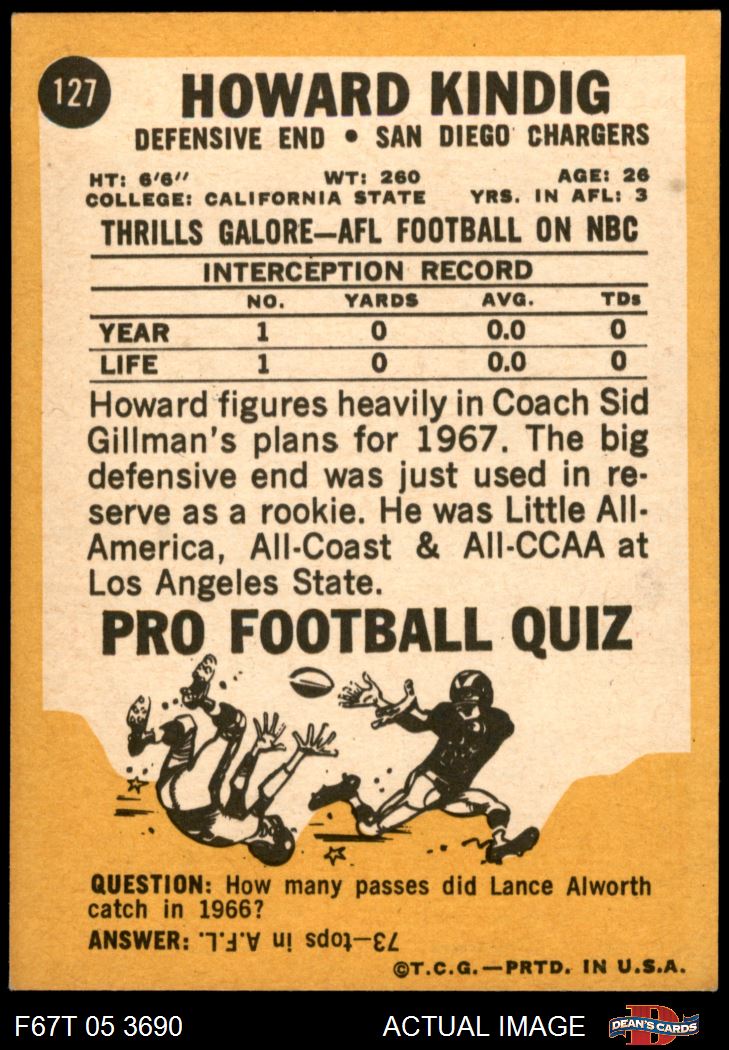 127
HOWARD KINDIG
DEFENSIVE END • SAN DIEGO CHARGERS
HT: 6'6" WT: 260 AGE: 26
COLLEGE: CALIFORNIA STATE YRS. IN AFL: 3
THRILLS GALORE—AFL FOOTBALL ON NBC
INTERCEPTION RECORD
NO. YARDS AVG. TDs
YEAR 1 0 0.0 0
LIFE 1 0 0.0 0
Howard figures heavily in Coach Sid
Gillman's plans for 1967. The big
defensive end was just used in re-
serve as a rookie. He was Little All-
America, All-Coast & All-CCAA at
Los Angeles State.
PRO FOOTBALL QUIZ
QUESTION: How many passes did Lance Alworth
catch in 1966?
ANSWER: 73—tops in A.F.L.
©T.C.G.—PRTD. IN U.S.A.
F67T 05 3690 ACTUAL IMAGE D DEAN'S CARDS